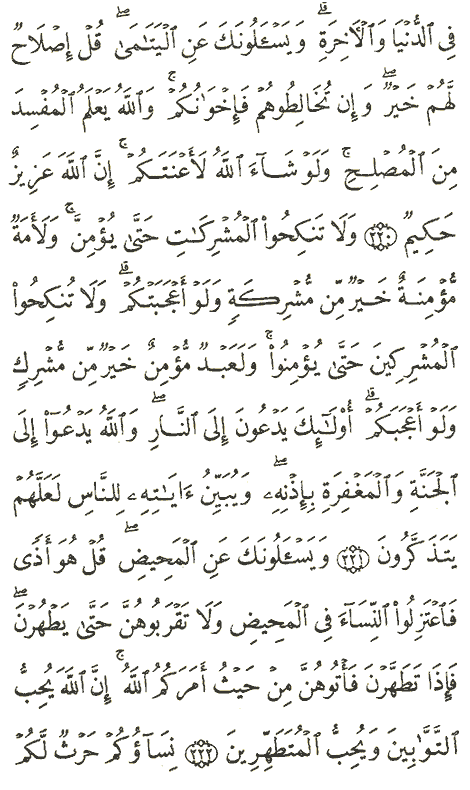 فِى ٱلدُّنْيَا وَٱلْـَٔاخِرَةِ ۗ وَيَسْـَٔلُونَكَ عَنِ ٱلْيَتَـٰمَىٰ ۖ قُلْ إِصْلَاحٌ
لَّهُمْ خَيْرٌ ۖ وَإِن تُخَالِطُوهُمْ فَإِخْوَٰنُكُمْ ۚ وَٱللَّهُ يَعْلَمُ ٱلْمُفْسِدَ
مِنَ ٱلْمُصْلِحِ ۚ وَلَوْ شَآءَ ٱللَّهُ لَأَعْنَتَكُمْ ۚ إِنَّ ٱللَّهَ عَزِيزٌ
حَكِيمٌ ﴿٢٢٠﴾ وَلَا تَنكِحُوا۟ ٱلْمُشْرِكَـٰتِ حَتَّىٰ يُؤْمِنَّ ۚ وَلَأَمَةٌ
مُّؤْمِنَةٌ خَيْرٌ مِّن مُّشْرِكَةٍ وَلَوْ أَعْجَبَتْكُمْ ۗ وَلَا تُنكِحُوا۟
ٱلْمُشْرِكِينَ حَتَّىٰ يُؤْمِنُوا۟ ۚ وَلَعَبْدٌ مُّؤْمِنٌ خَيْرٌ مِّن مُّشْرِكٍ
وَلَوْ أَعْجَبَكُمْ ۗ أُو۟لَـٰٓئِكَ يَدْعُونَ إِلَى ٱلنَّارِ ۖ وَٱللَّهُ يَدْعُوٓا۟ إِلَى
ٱلْجَنَّةِ وَٱلْمَغْفِرَةِ بِإِذْنِهِۦ ۖ وَيُبَيِّنُ ءَايَـٰتِهِۦ لِلنَّاسِ لَعَلَّهُمْ
يَتَذَكَّرُونَ ﴿٢٢١﴾ وَيَسْـَٔلُونَكَ عَنِ ٱلْمَحِيضِ ۖ قُلْ هُوَ أَذًى
فَٱعْتَزِلُوا۟ ٱلنِّسَآءَ فِى ٱلْمَحِيضِ وَلَا تَقْرَبُوهُنَّ حَتَّىٰ يَطْهُرْنَ ۖ
فَإِذَا تَطَهَّرْنَ فَأْتُوهُنَّ مِنْ حَيْثُ أَمَرَكُمُ ٱللَّهُ ۚ إِنَّ ٱللَّهَ يُحِبُّ
ٱلتَّوَّٰبِينَ وَيُحِبُّ ٱلْمُتَطَهِّرِينَ ﴿٢٢٢﴾ نِسَآؤُكُمْ حَرْثٌ لَّكُمْ